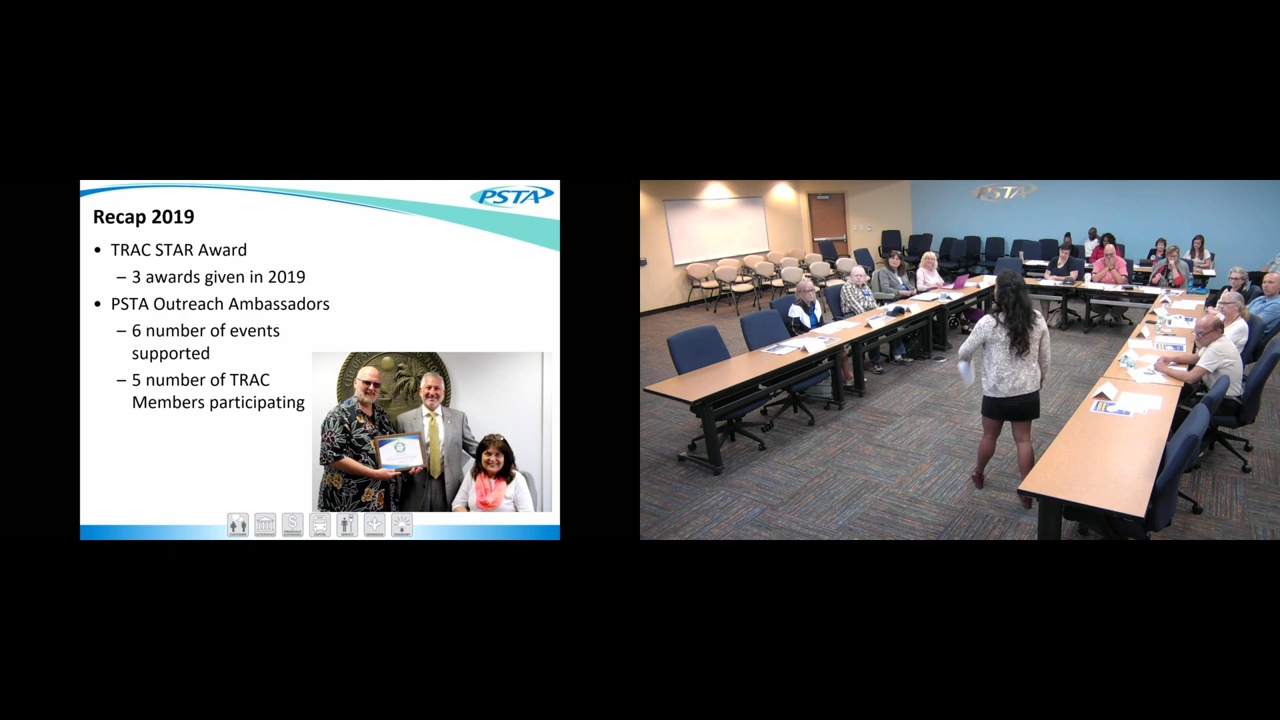 PSTA
Recap 2019
• TRAC STAR Award
– 3 awards given in 2019
• PSTA Outreach Ambassadors
– 6 number of events
supported
– 5 number of TRAC
Members participating
PSTA